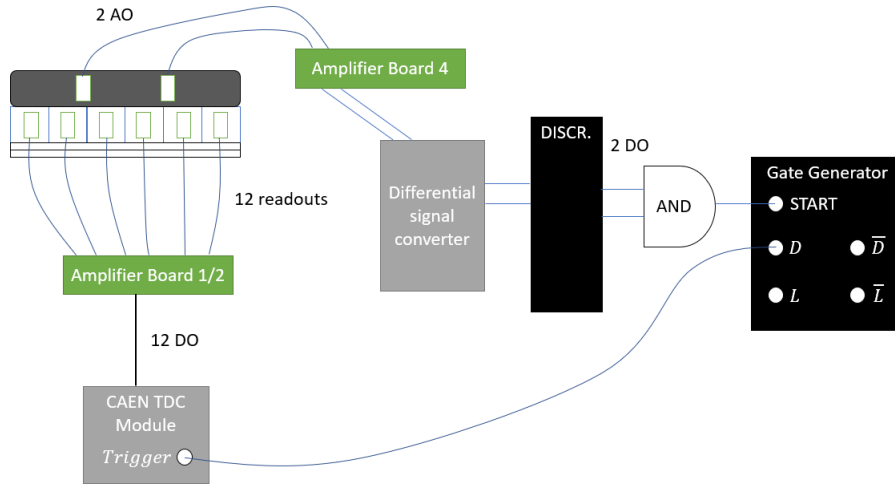 2 AO
Amplifier Board 4
DISCR.
2 DO
Differential
signal
converter
AND
Gate Generator
START
D
D̅
L
L̅
12 readouts
Amplifier Board 1/2
12 DO
CAEN TDC
Module
Trigger